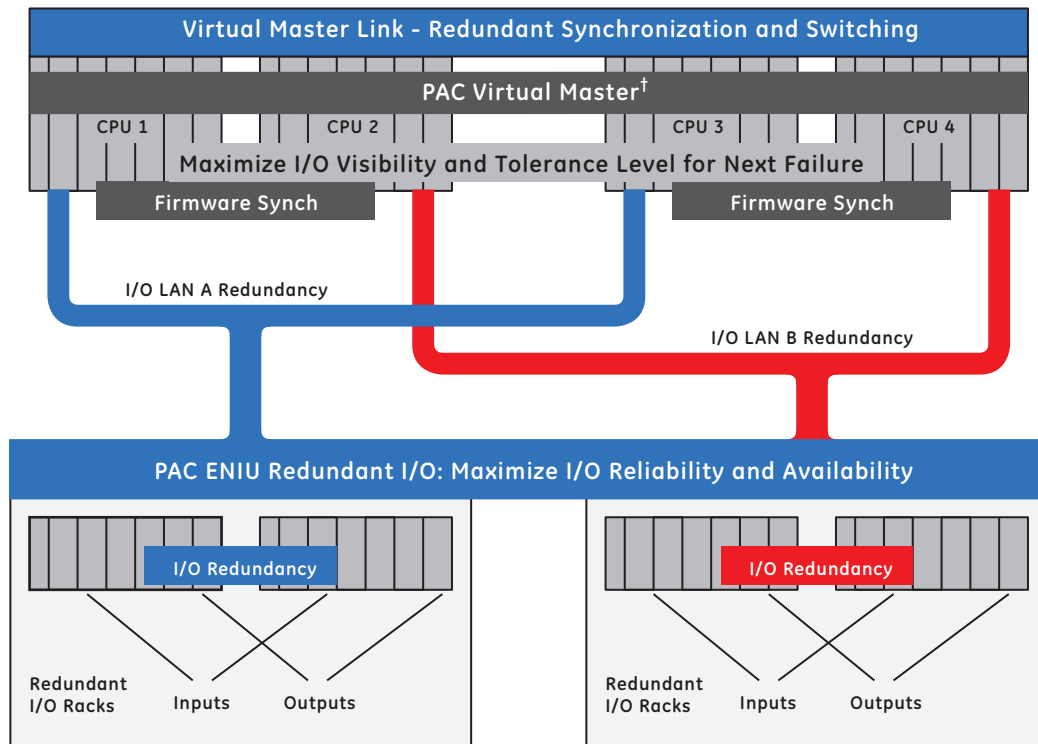 Virtual Master Link - Redundant Synchronization and Switching
PAC Virtual Master†
CPU 1
CPU 2
CPU 3
CPU 4
Maximize I/O Visibility and Tolerance Level for Next Failure
Firmware Synch
Firmware Synch
I/O LAN A Redundancy
I/O LAN B Redundancy
PAC ENIU Redundant I/O: Maximize I/O Reliability and Availability
I/O Redundancy
I/O Redundancy
Redundant
I/O Racks
Inputs
Outputs
Redundant
I/O Racks
Inputs
Outputs